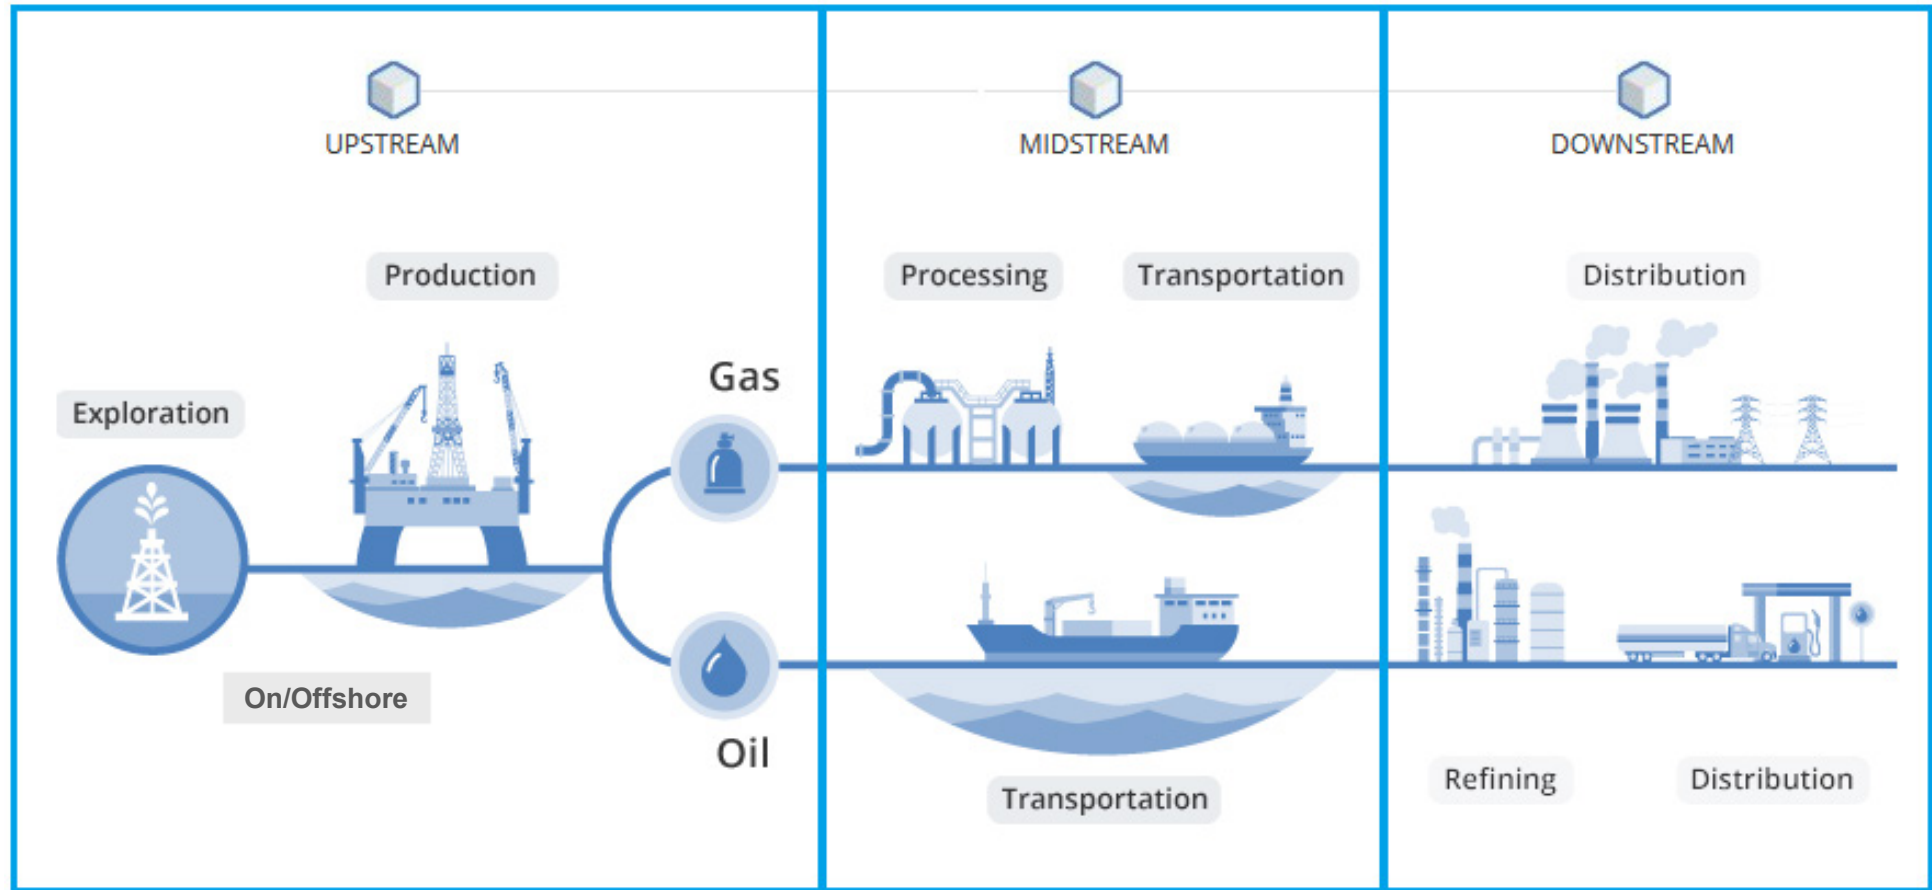 UPSTREAM
MIDSTREAM
DOWNSTREAM
Production
Processing
Transportation
Distribution
Gas
Exploration
On/Offshore
Oil
Transportation
Refining
Distribution